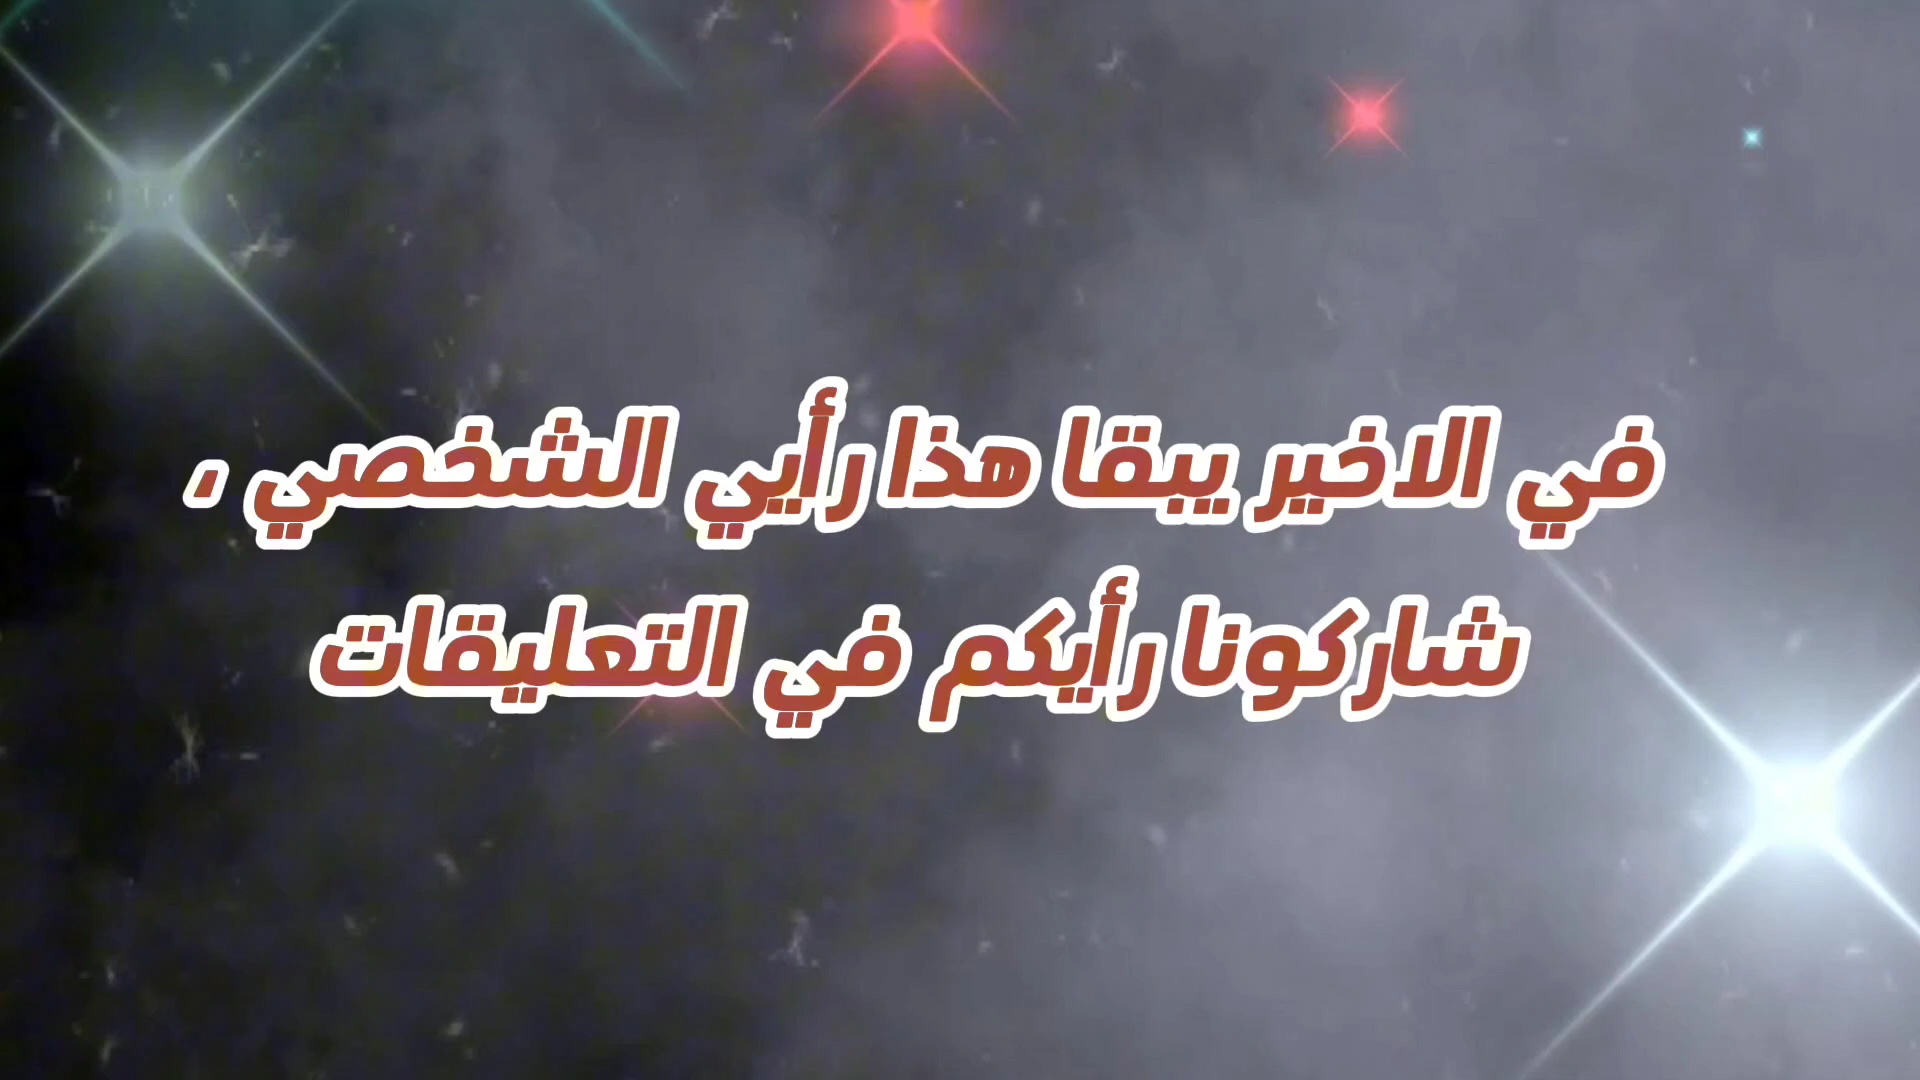 في الاخير يبقا هذا رأيي الشخصي ،
شاركونا رأيكم في التعليقات